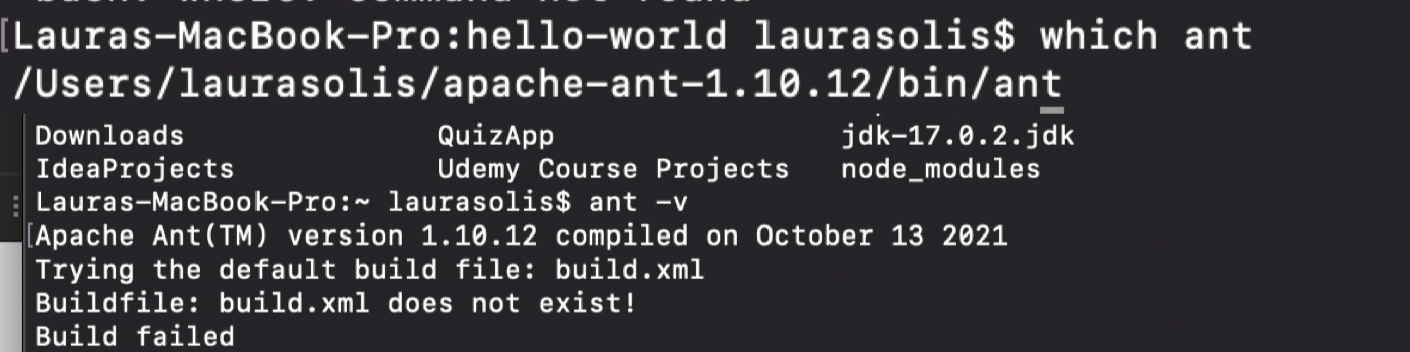 [Lauras-MacBook-Pro:hello-world laurasolis$ which ant
/Users/laurasolis/apache-ant-1.10.12/bin/ant
Downloads QuizApp jdk-17.0.2.jdk
IdeaProjects Udemy Course Projects node_modules
Lauras-MacBook-Pro:~ laurasolis$ ant -v
[Apache Ant(TM) version 1.10.12 compiled on October 13 2021
Trying the default build file: build.xml
Buildfile: build.xml does not exist!
Build failed